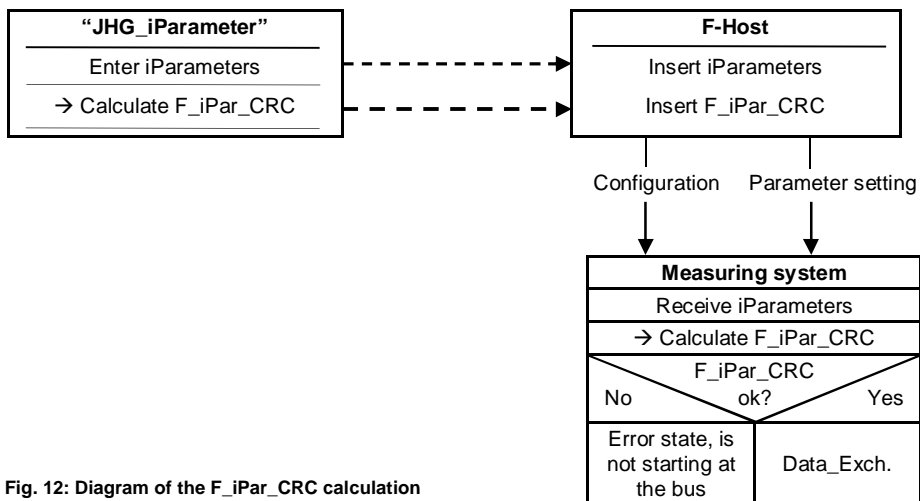 “JHG_iParameter”
Enter iParameters
→ Calculate F_iPar_CRC
F-Host
Insert iParameters
Insert F_iPar_CRC
Configuration
Parameter setting
Measuring system
Receive iParameters
→ Calculate F_iPar_CRC
F_iPar_CRC
ok?
No
Yes
Error state, is
not starting at
the bus
Data_Exch.
Fig. 12: Diagram of the F_iPar_CRC calculation